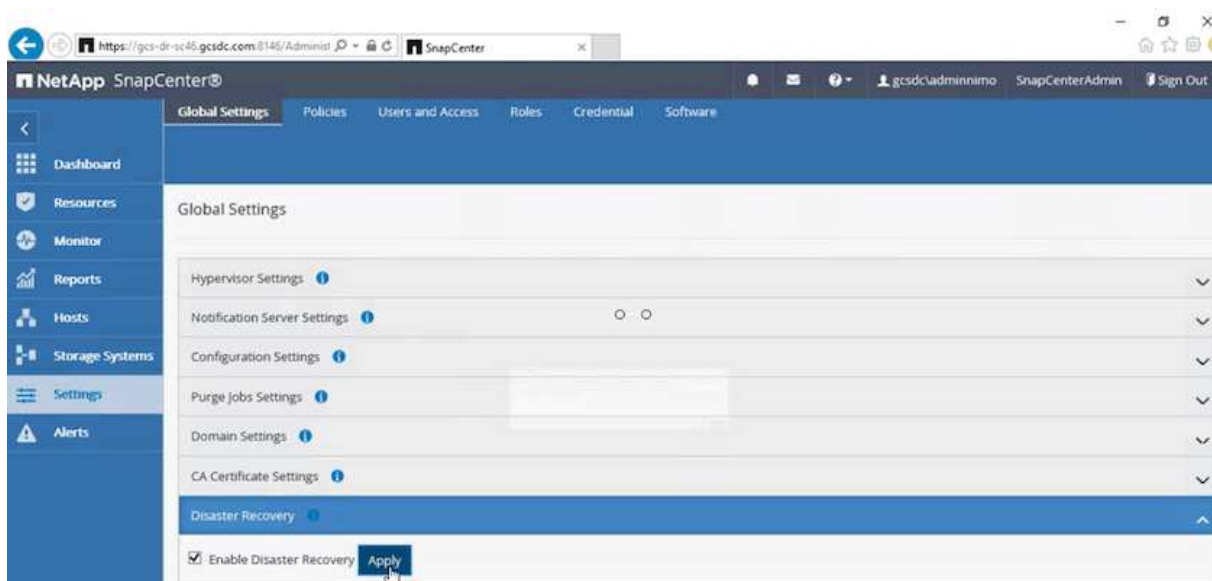 https://gcs-dr-sc46.gcsdc.com:8146/Administ
SnapCenter
NetApp SnapCenter®
gcsdc\adminnimo SnapCenterAdmin Sign Out
Global Settings Policies Users and Access Roles Credential Software
Dashboard
Resources
Global Settings
Monitor
Reports
Hypervisor Settings
Hosts
Notification Server Settings
Storage Systems
Configuration Settings
Settings
Purge Jobs Settings
Alerts
Domain Settings
CA Certificate Settings
Disaster Recovery
Enable Disaster Recovery Apply